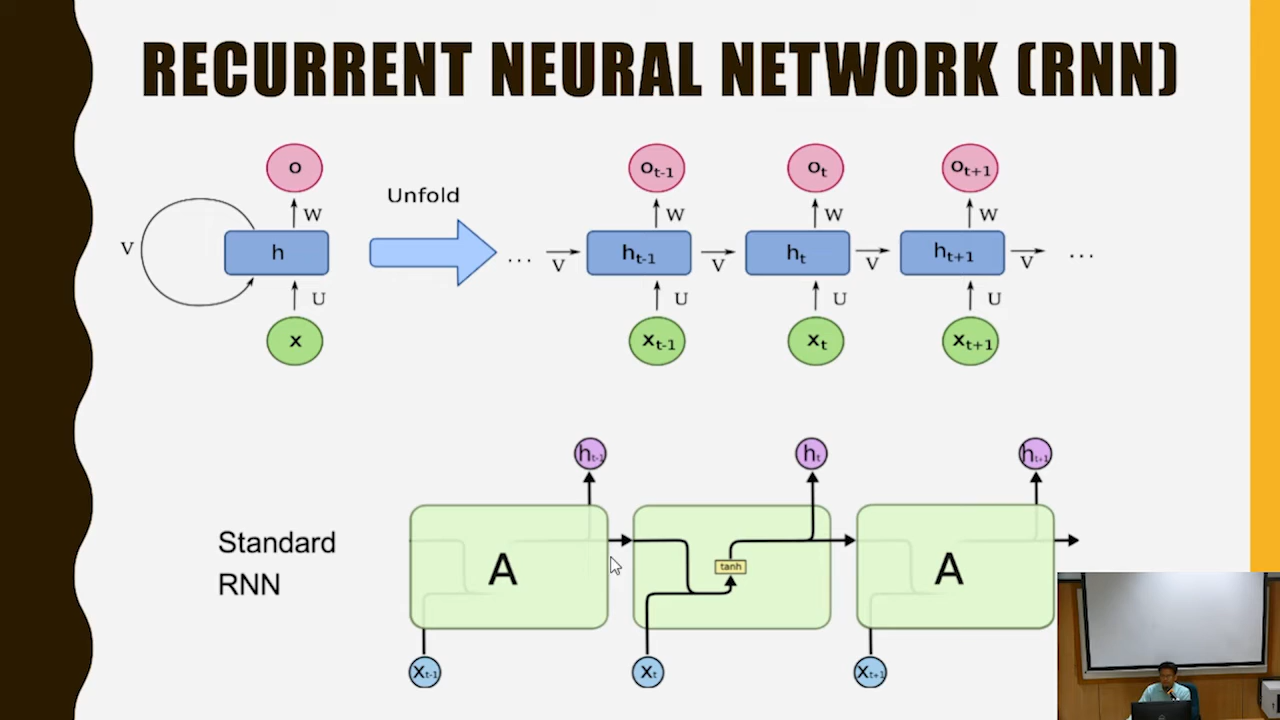 RECURRENT NEURAL NETWORK (RNN)
o oₜ₋₁ oₜ oₜ₊₁
Unfold
W W W W
V h ... V hₜ₋₁ V hₜ V hₜ₊₁ V ...
U U U U
x xₜ₋₁ xₜ xₜ₊₁
hₜ₋₁ hₜ hₜ₊₁
Standard
RNN
A tanh A
xₜ₋₁ xₜ xₜ₊₁